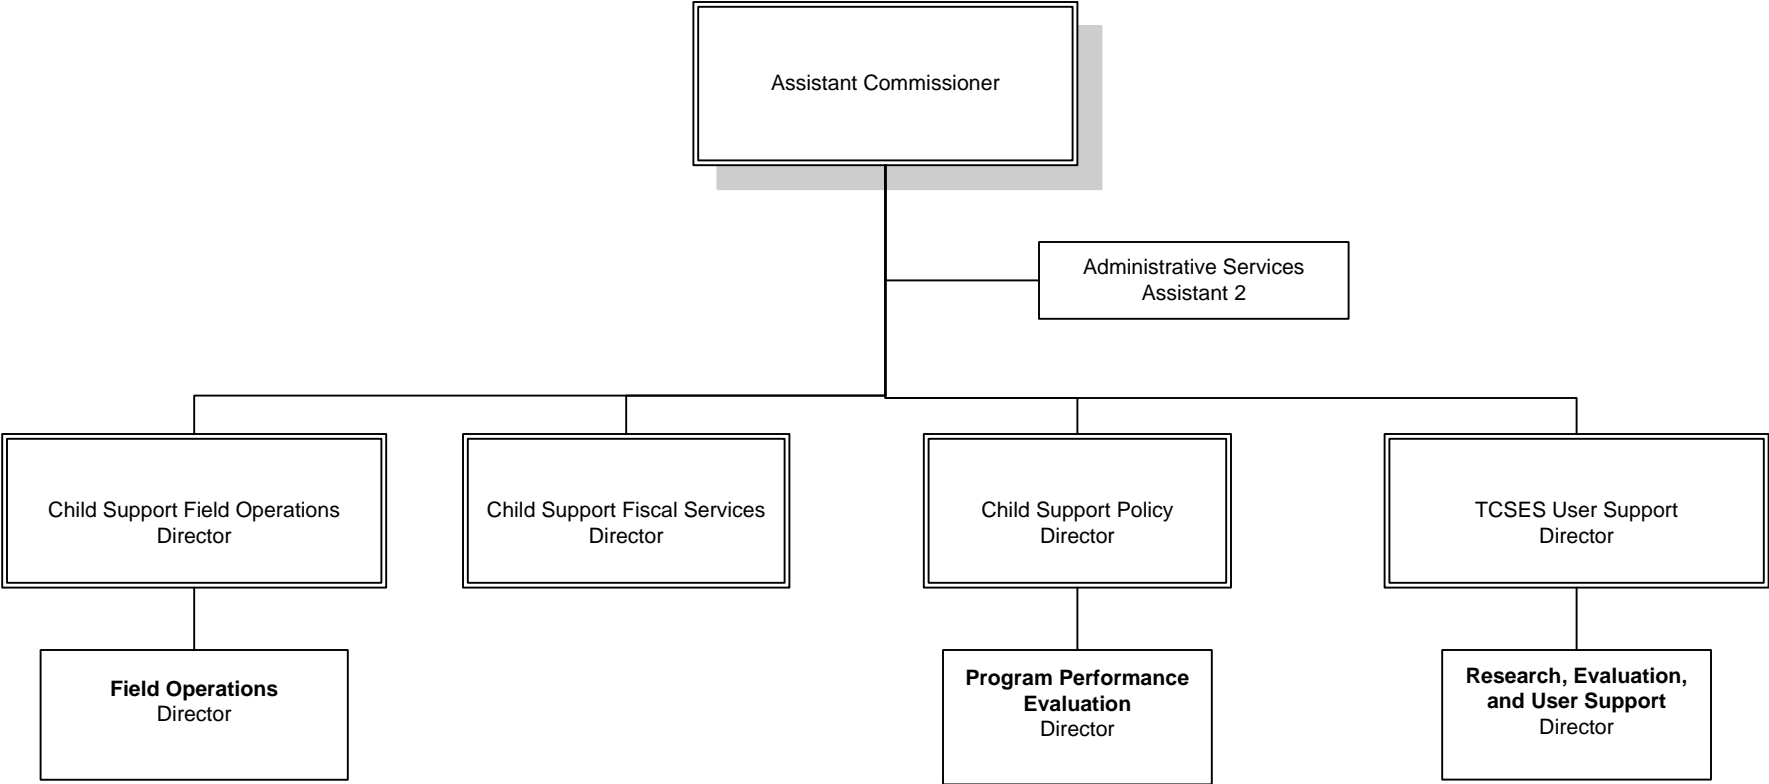 Assistant Commissioner
Administrative Services
Assistant 2
Child Support Field Operations
Director
Child Support Fiscal Services
Director
Child Support Policy
Director
TCSES User Support
Director
Field Operations
Director
Program Performance
Evaluation
Director
Research, Evaluation,
and User Support
Director